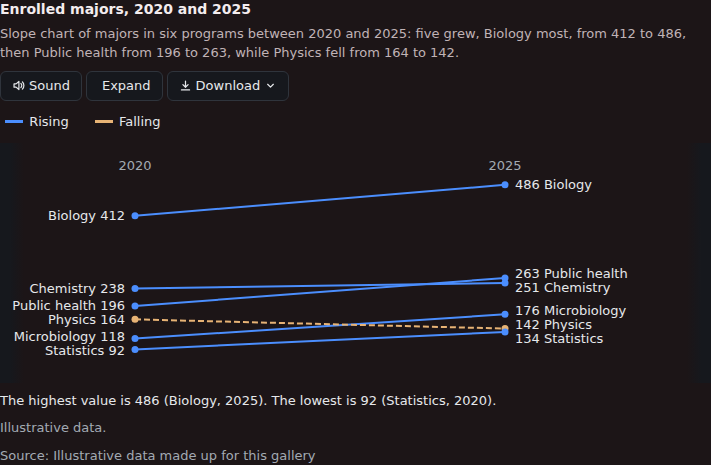 Enrolled majors, 2020 and 2025
Slope chart of majors in six programs between 2020 and 2025: five grew, Biology most, from 412 to 486,
then Public health from 196 to 263, while Physics fell from 164 to 142.
Sound Expand Download
Rising Falling
2020 2025
486 Biology
Biology 412
263 Public health
Chemistry 238 251 Chemistry
Public health 196
176 Microbiology
Physics 164
142 Physics
Microbiology 118 134 Statistics
Statistics 92
The highest value is 486 (Biology, 2025). The lowest is 92 (Statistics, 2020).
Illustrative data.
Source: Illustrative data made up for this gallery